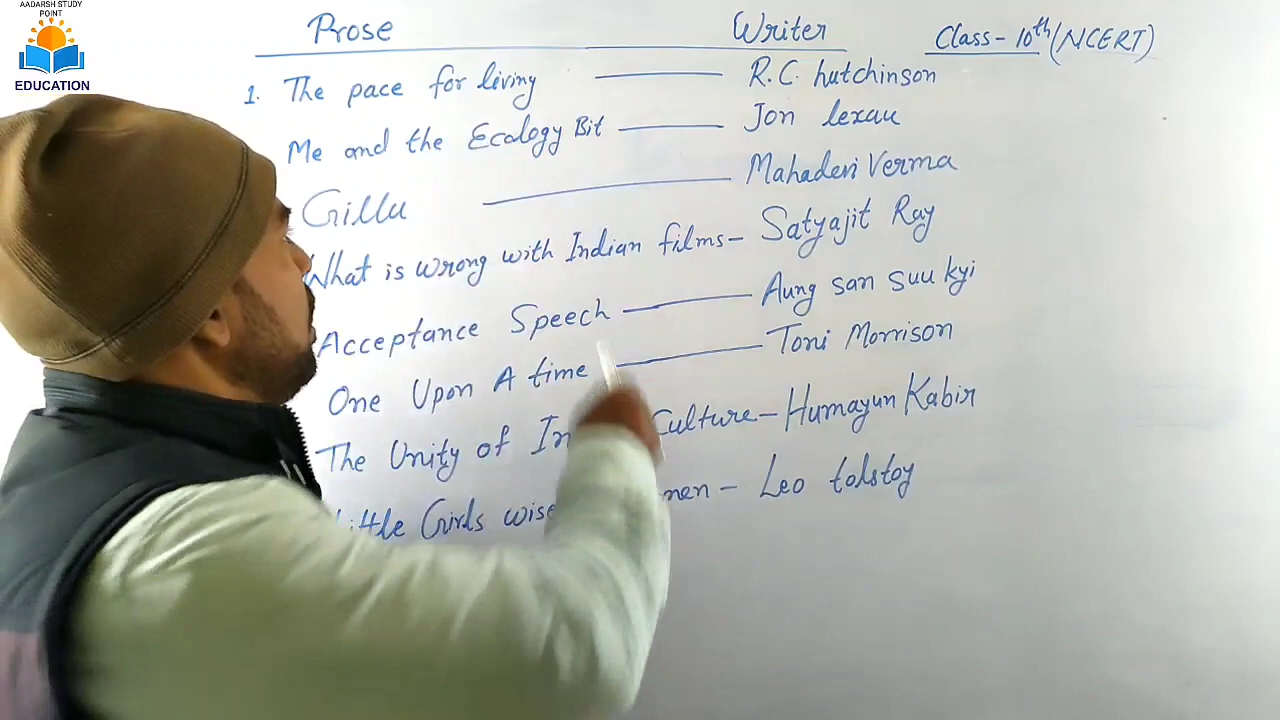 AADARSH STUDY
POINT
EDUCATION
Prose Writer Class - 10th (NCERT)
1. The pace for living — R.C. hutchinson
Me and the Ecology Bit — Jon lexau
Gillu — Mahadevi Verma
What is wrong with Indian films - Satyajit Ray
Acceptance Speech — Aung san suu kyi
One Upon A time — Toni Morrison
The Unity of In Culture - Humayun Kabir
Little Girls wise men - Leo tolstoy